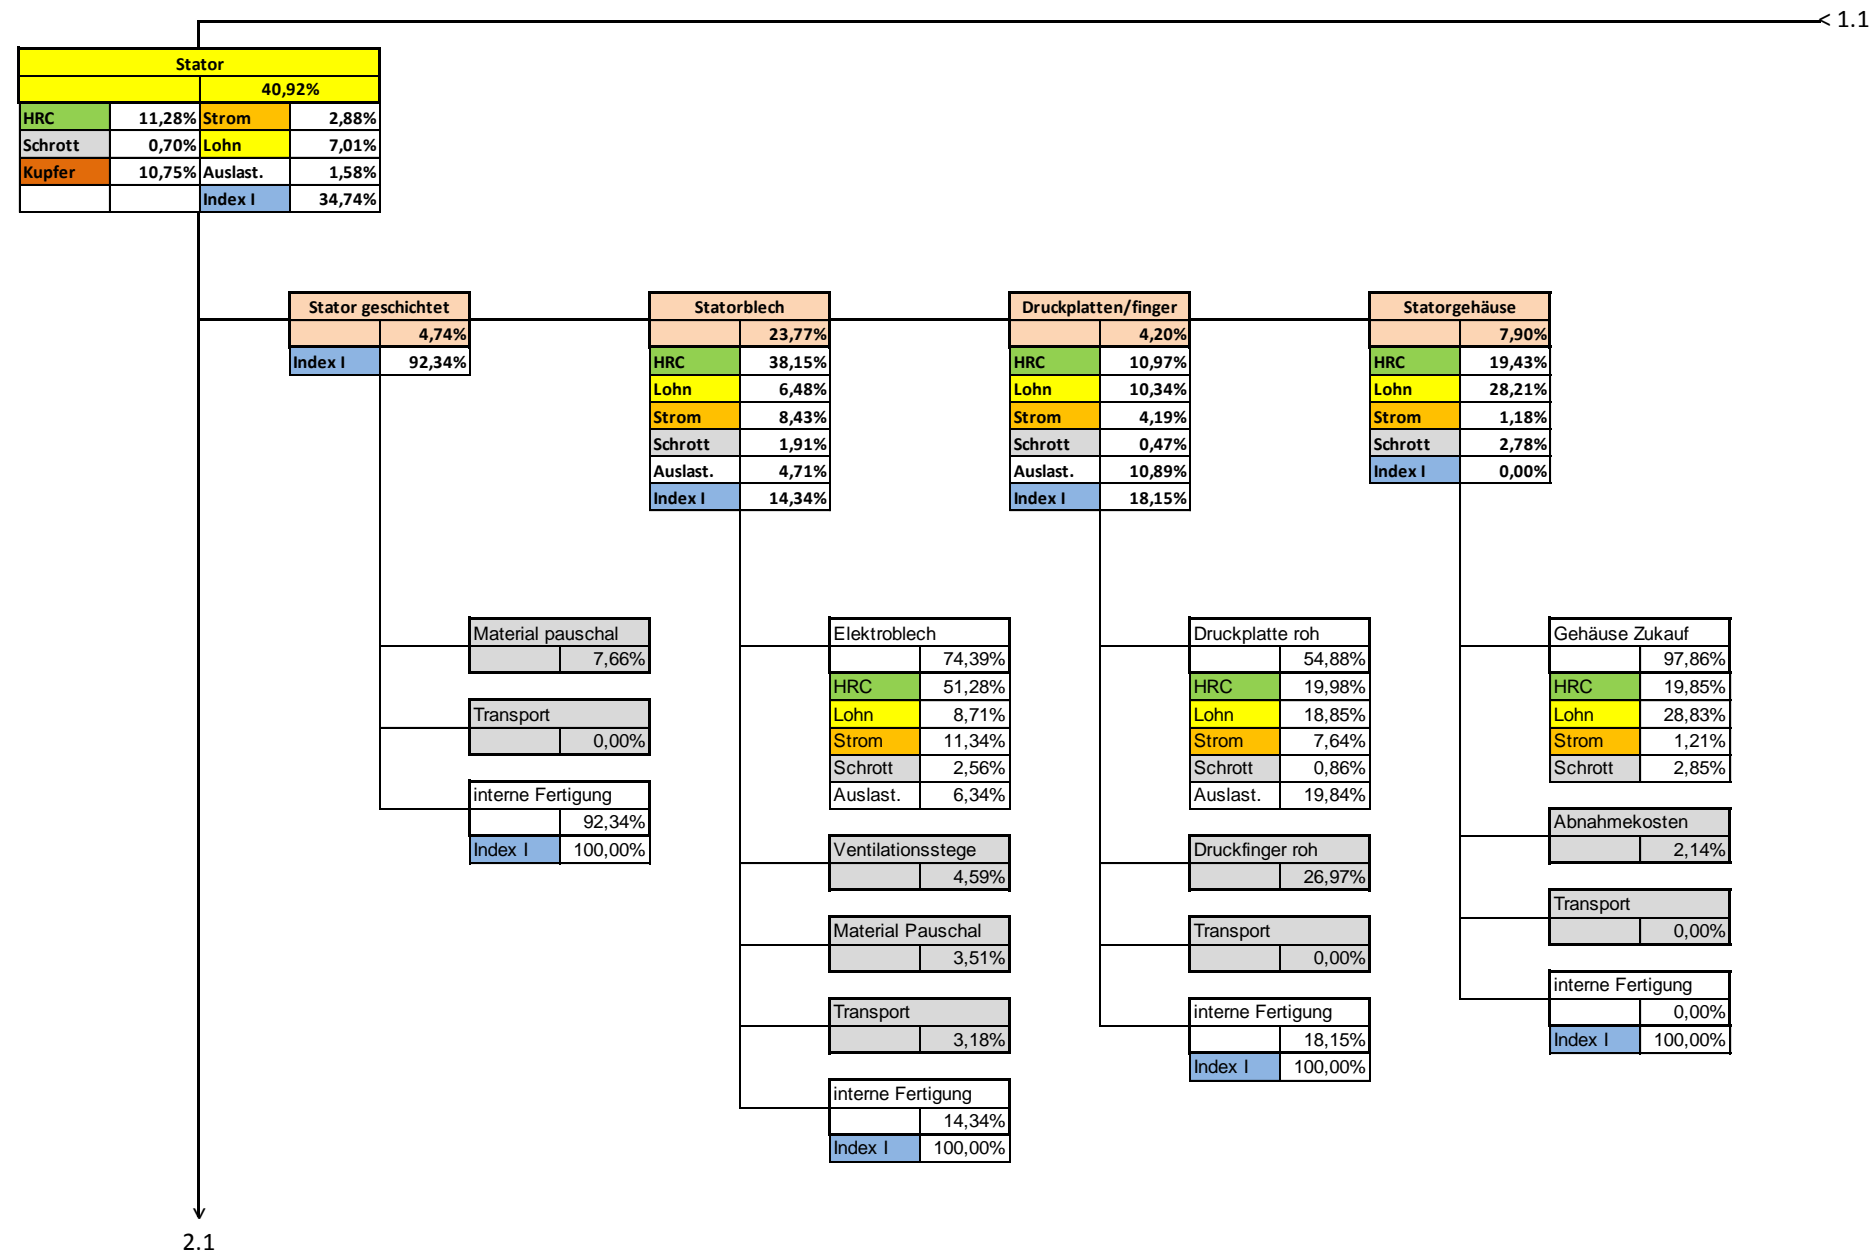 < 1.1
Stator
40,92%
HRC 11,28% Strom 2,88%
Schrott 0,70% Lohn 7,01%
Kupfer 10,75% Auslast. 1,58%
Index I 34,74%
Stator geschichtet
4,74%
Index I 92,34%
Material pauschal
7,66%
Transport
0,00%
interne Fertigung
92,34%
Index I 100,00%
Statorblech
23,77%
HRC 38,15%
Lohn 6,48%
Strom 8,43%
Schrott 1,91%
Auslast. 4,71%
Index I 14,34%
Elektroblech
74,39%
HRC 51,28%
Lohn 8,71%
Strom 11,34%
Schrott 2,56%
Auslast. 6,34%
Ventilationsstege
4,59%
Material Pauschal
3,51%
Transport
3,18%
interne Fertigung
14,34%
Index I 100,00%
Druckplatten/finger
4,20%
HRC 10,97%
Lohn 10,34%
Strom 4,19%
Schrott 0,47%
Auslast. 10,89%
Index I 18,15%
Druckplatte roh
54,88%
HRC 19,98%
Lohn 18,85%
Strom 7,64%
Schrott 0,86%
Auslast. 19,84%
Druckfinger roh
26,97%
Transport
0,00%
interne Fertigung
18,15%
Index I 100,00%
Statorgehäuse
7,90%
HRC 19,43%
Lohn 28,21%
Strom 1,18%
Schrott 2,78%
Index I 0,00%
Gehäuse Zukauf
97,86%
HRC 19,85%
Lohn 28,83%
Strom 1,21%
Schrott 2,85%
Abnahmekosten
2,14%
Transport
0,00%
interne Fertigung
0,00%
Index I 100,00%
2.1